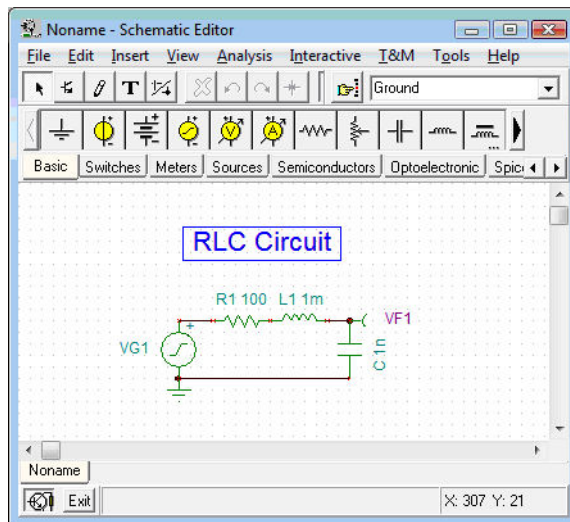 Noname - Schematic Editor
File Edit Insert View Analysis Interactive T&M Tools Help
T Ground
V A
Basic Switches Meters Sources Semiconductors Optoelectronic Spic
RLC Circuit
R1 100 L1 1m
VF1
VG1
+
C 1n
Noname
Exit X: 307 Y: 21